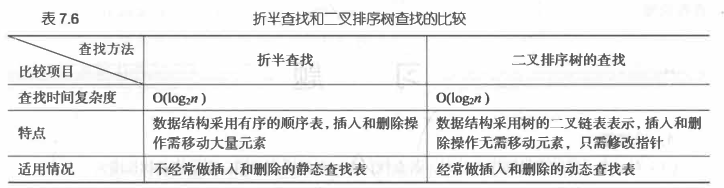 表 7.6 折半查找和二叉排序树查找的比较
查找方法
比较项目
折半查找
二叉排序树的查找
查找时间复杂度
O(log₂n)
O(log₂n)
特点
数据结构采用有序的顺序表，插入和删除操
作需移动大量元素
数据结构采用树的二叉链表表示，插入和删
除操作无需移动元素，只需修改指针
适用情况
不经常做插入和删除的静态查找表
经常做插入和删除的动态查找表